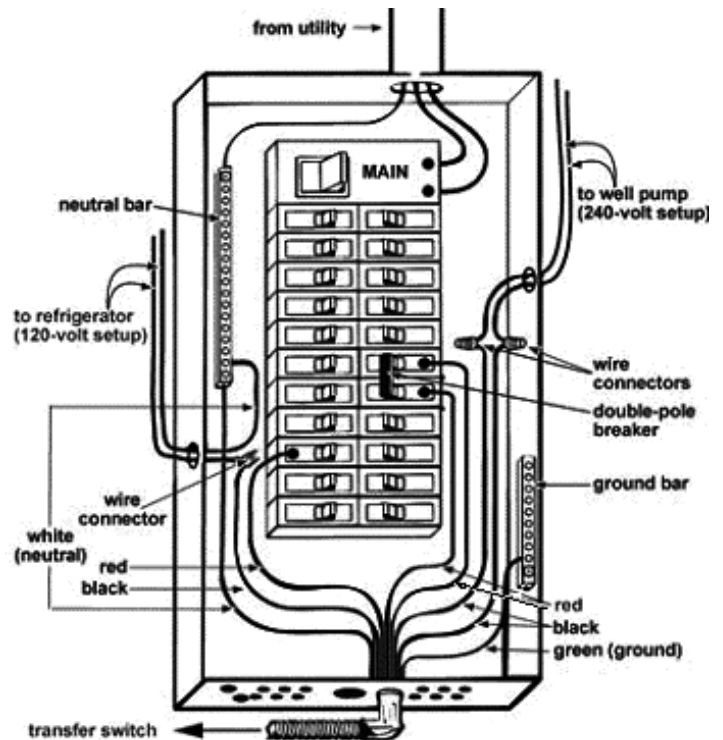 from utility
MAIN
neutral bar
to well pump
(240-volt setup)
to refrigerator
(120-volt setup)
wire
connectors
double-pole
breaker
wire
connector
ground bar
white
(neutral)
red
black
red
black
green (ground)
transfer switch